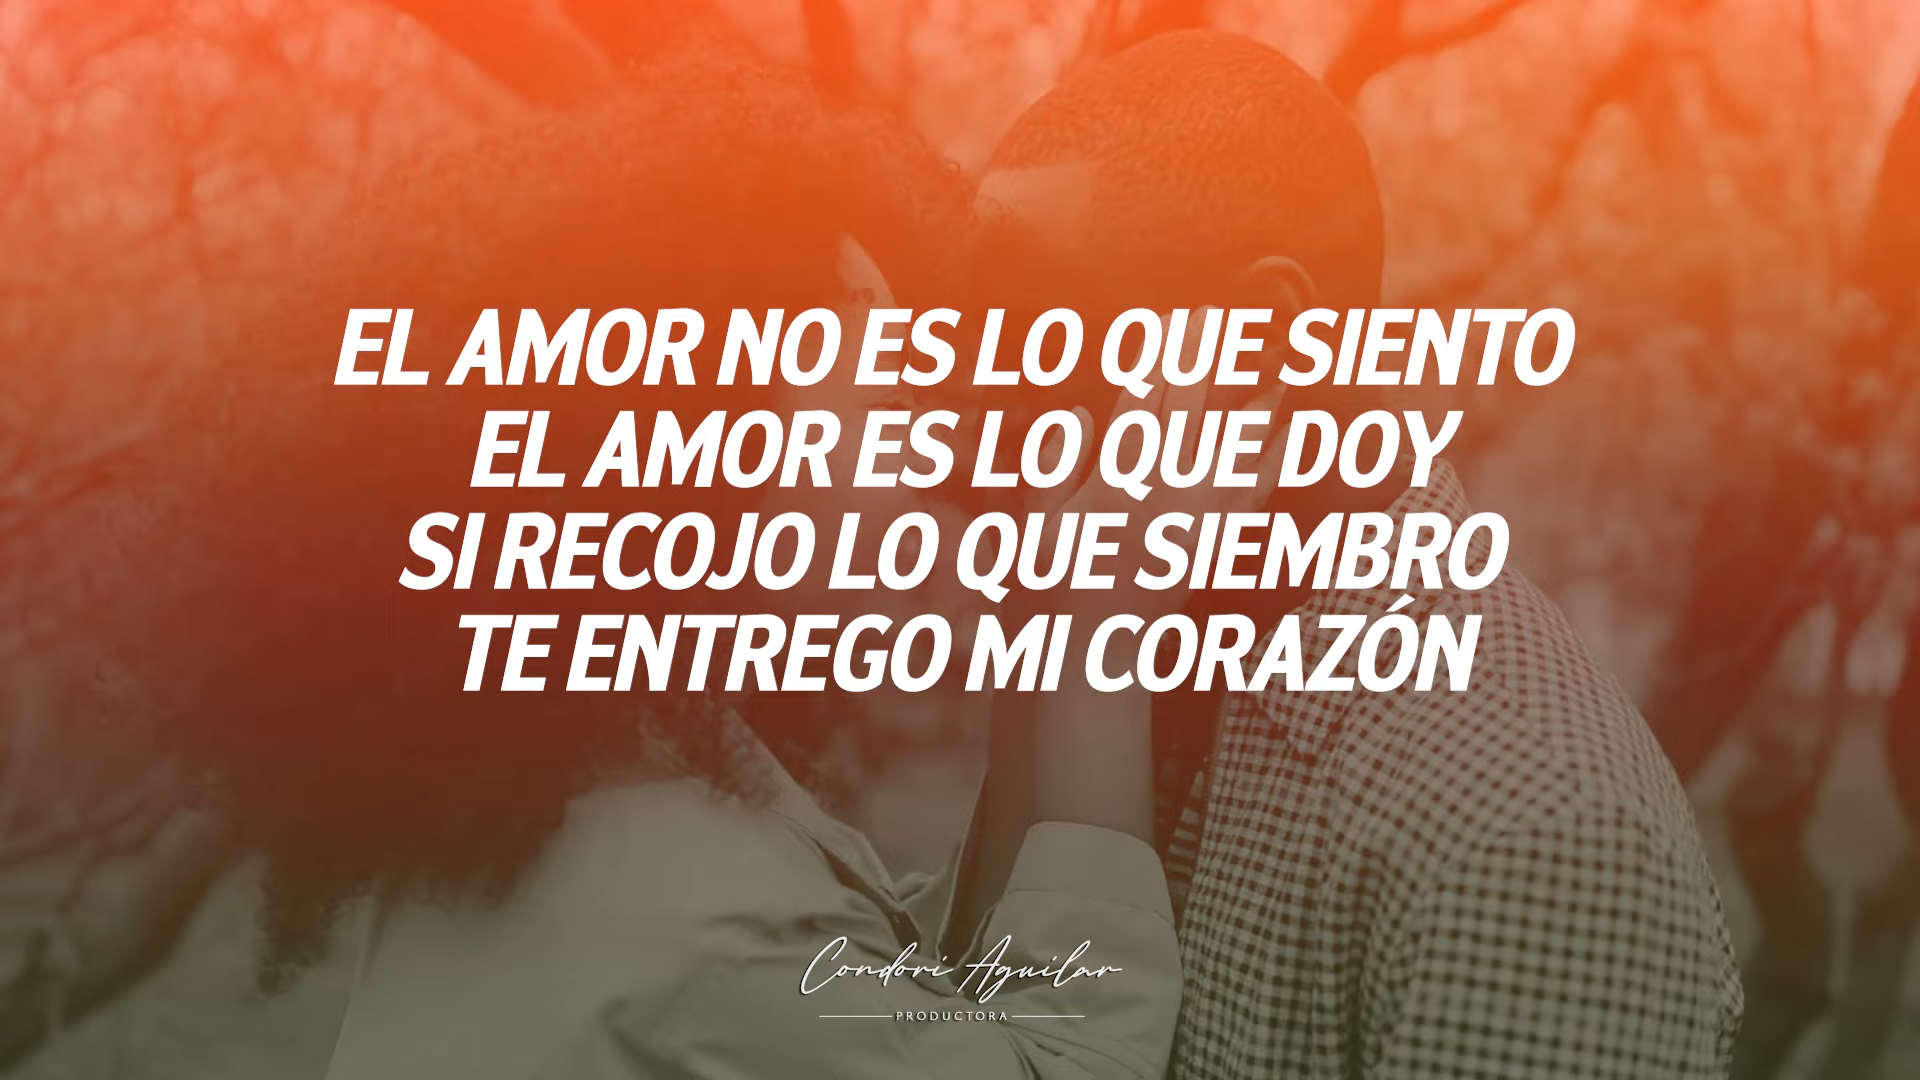 EL AMOR NO ES LO QUE SIENTO
EL AMOR ES LO QUE DOY
SI RECOJO LO QUE SIEMBRO
TE ENTREGO MI CORAZÓN
Condori Aguilar
PRODUCTORA